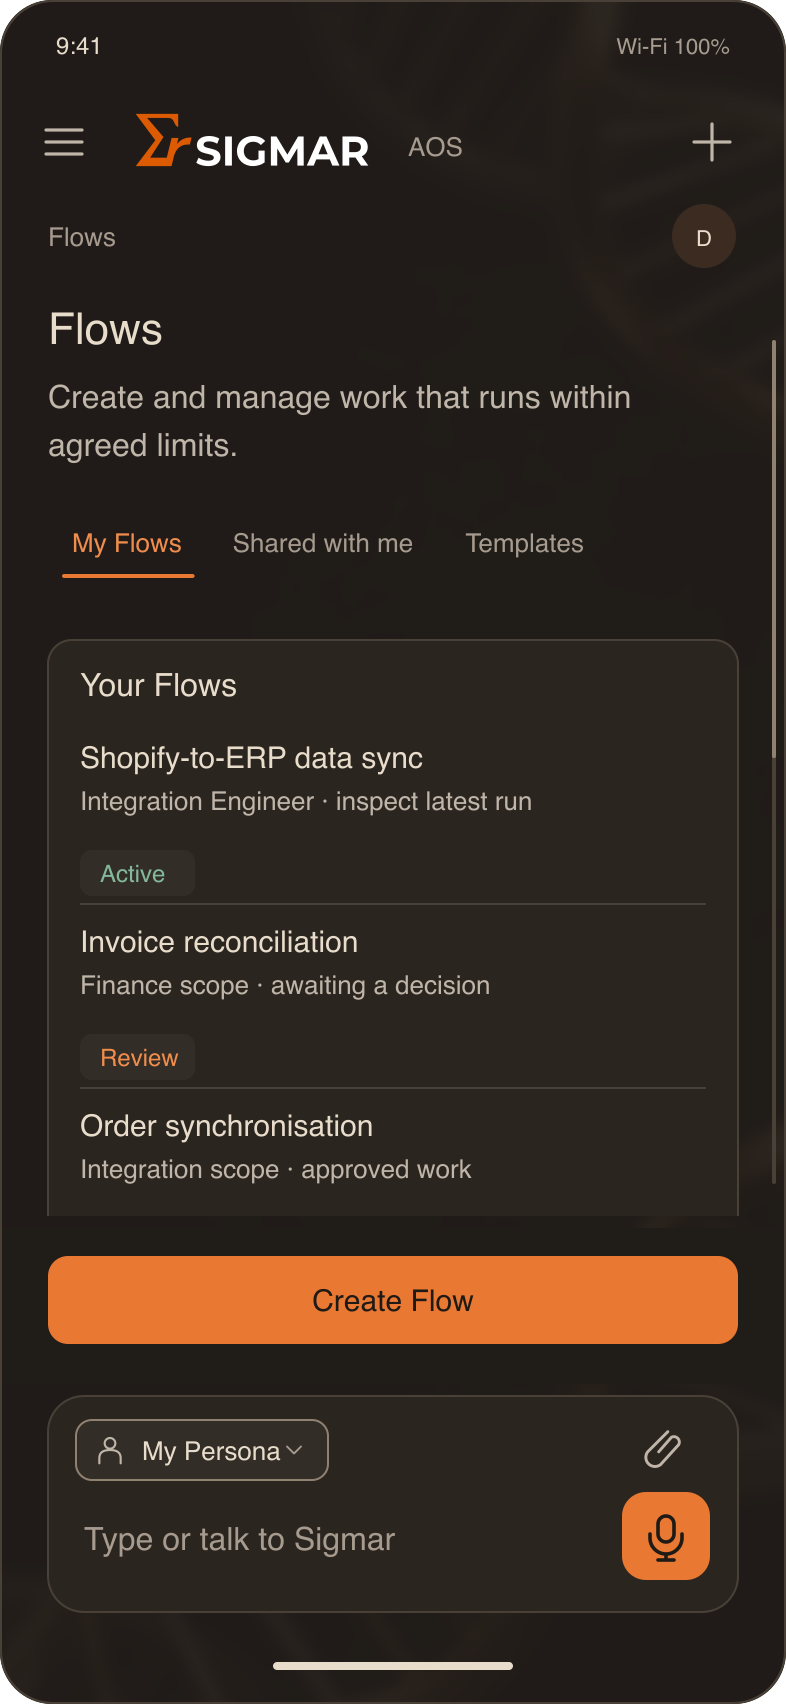 9:41
Wi-Fi 100%
Σr SIGMAR AOS
Flows
D
Flows
Create and manage work that runs within
agreed limits.
My Flows
Shared with me
Templates
Your Flows
Shopify-to-ERP data sync
Integration Engineer · inspect latest run
Active
Invoice reconciliation
Finance scope · awaiting a decision
Review
Order synchronisation
Integration scope · approved work
Create Flow
My Persona
Type or talk to Sigmar